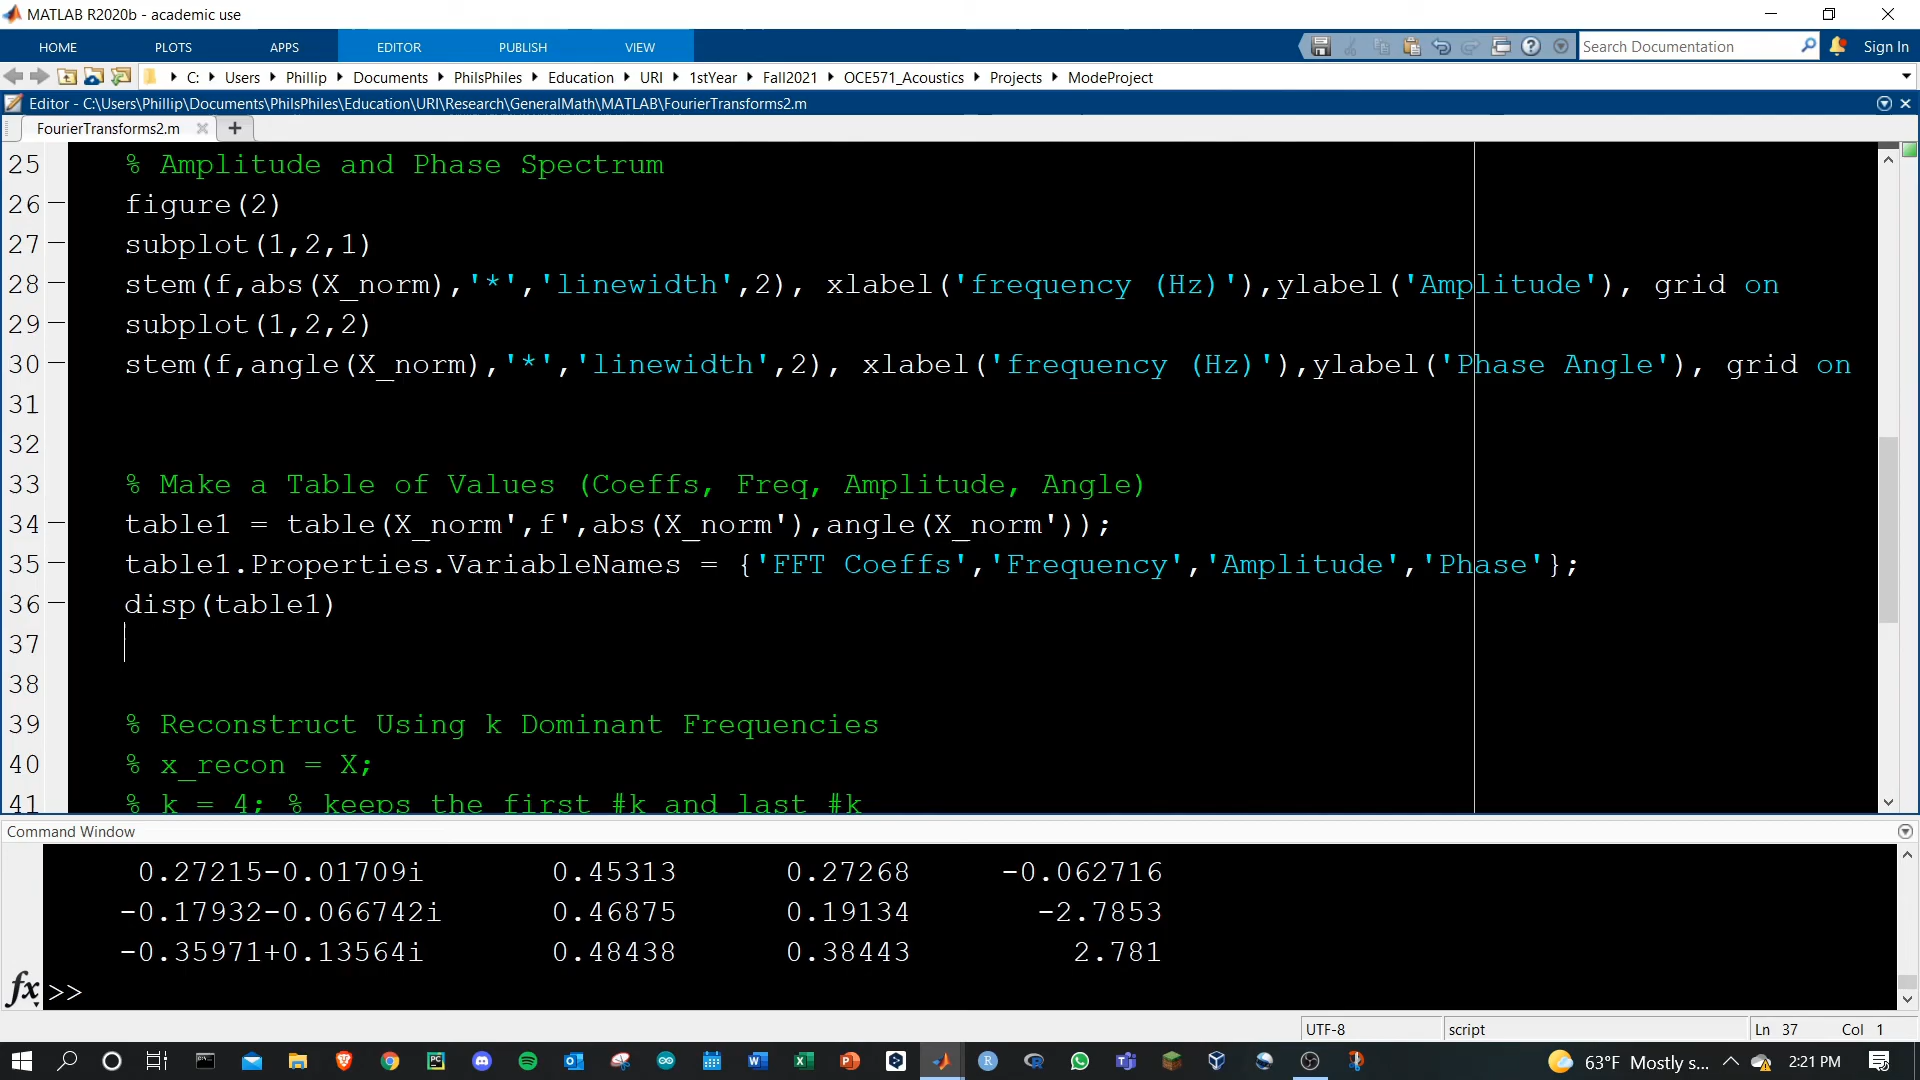 MATLAB R2020b - academic use
HOME PLOTS APPS EDITOR PUBLISH VIEW Search Documentation Sign In
C: Users Phillip Documents PhilsPhiles Education URI 1stYear Fall2021 OCE571_Acoustics Projects ModeProject
Editor - C:\Users\Phillip\Documents\PhilsPhiles\Education\URI\Research\GeneralMath\MATLAB\FourierTransforms2.m
FourierTransforms2.m
25 % Amplitude and Phase Spectrum
26 figure(2)
27 subplot(1,2,1)
28 stem(f,abs(X_norm),'*','linewidth',2), xlabel('frequency (Hz)'),ylabel('Amplitude'), grid on
29 subplot(1,2,2)
30 stem(f,angle(X_norm),'*','linewidth',2), xlabel('frequency (Hz)'),ylabel('Phase Angle'), grid on
31
32
33 % Make a Table of Values (Coeffs, Freq, Amplitude, Angle)
34 table1 = table(X_norm',f',abs(X_norm'),angle(X_norm'));
35 table1.Properties.VariableNames = {'FFT Coeffs','Frequency','Amplitude','Phase'};
36 disp(table1)
37
38
39 % Reconstruct Using k Dominant Frequencies
40 % x_recon = X;
41 % k = 4; % keeps the first #k and last #k
Command Window
0.27215-0.01709i 0.45313 0.27268 -0.062716
-0.17932-0.066742i 0.46875 0.19134 -2.7853
-0.35971+0.13564i 0.48438 0.38443 2.781
fx >>
UTF-8 script Ln 37 Col 1
63°F Mostly s... 2:21 PM